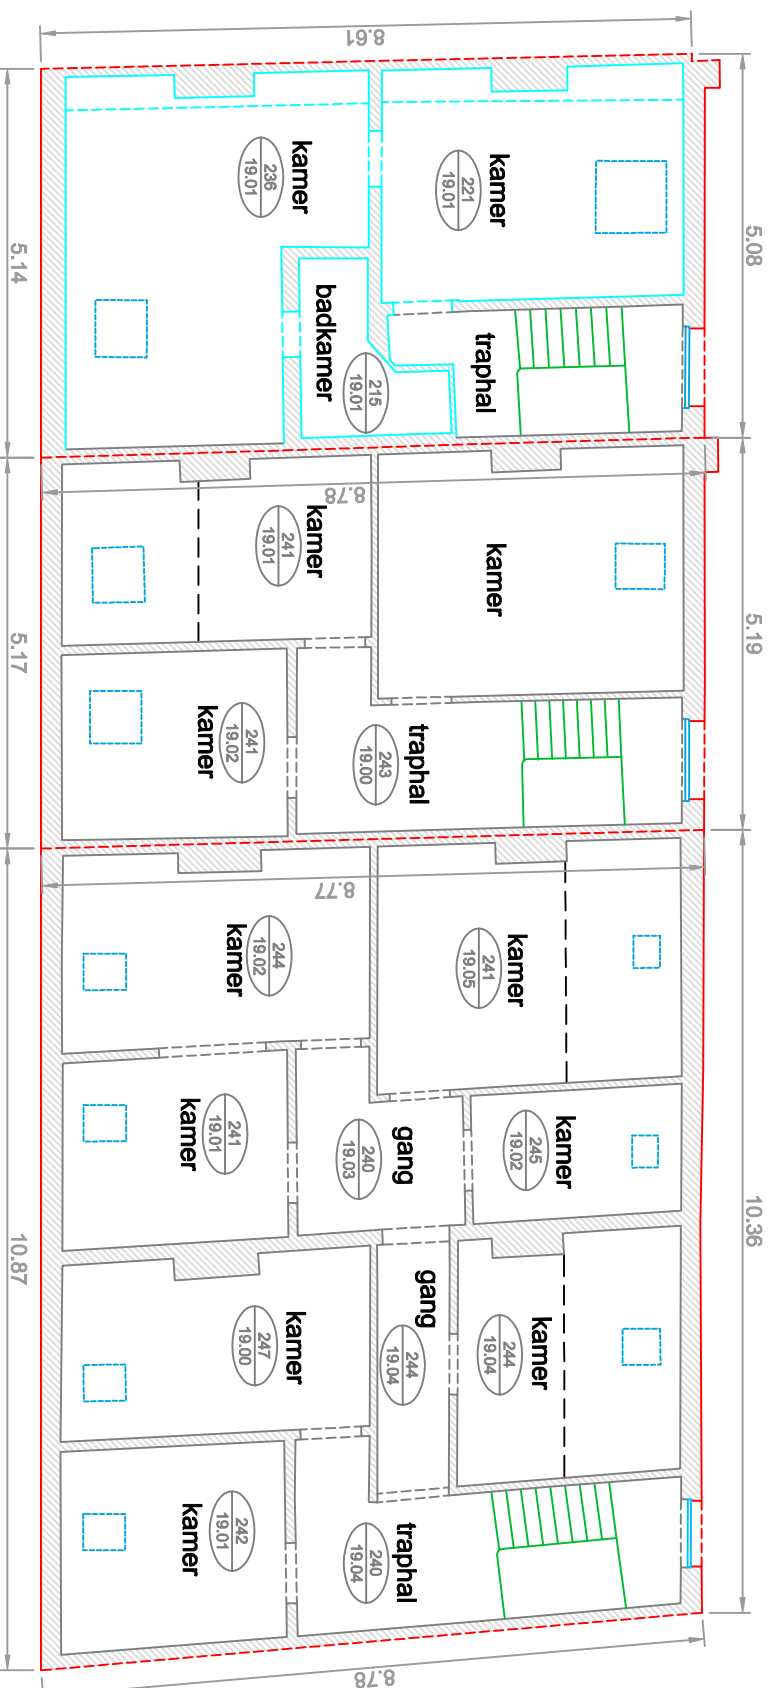 8.61
5.08
5.14
kamer
236
19.01
kamer
221
19.01
badkamer
215
19.01
traphal
8.78
5.19
5.17
kamer
241
19.01
kamer
kamer
241
19.02
traphal
243
19.00
8.77
10.36
10.87
kamer
244
19.02
kamer
241
19.05
kamer
241
19.01
gang
240
19.03
kamer
245
19.02
kamer
247
19.00
gang
244
19.04
kamer
244
19.04
kamer
242
19.01
traphal
240
19.04
8.78